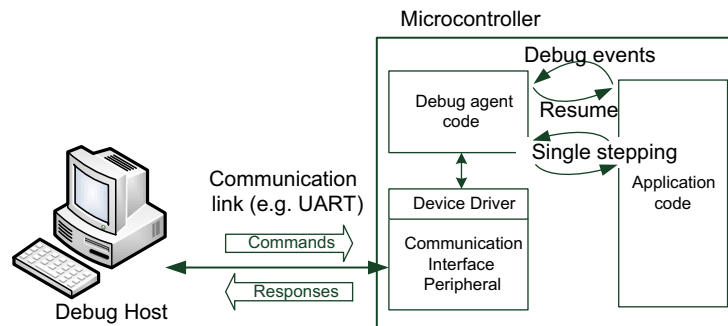 Microcontroller
Debug events
Debug agent
code
Resume
Single stepping
Application
code
Communication
link (e.g. UART)
Device Driver
Commands
Communication
Interface
Peripheral
Responses
Debug Host